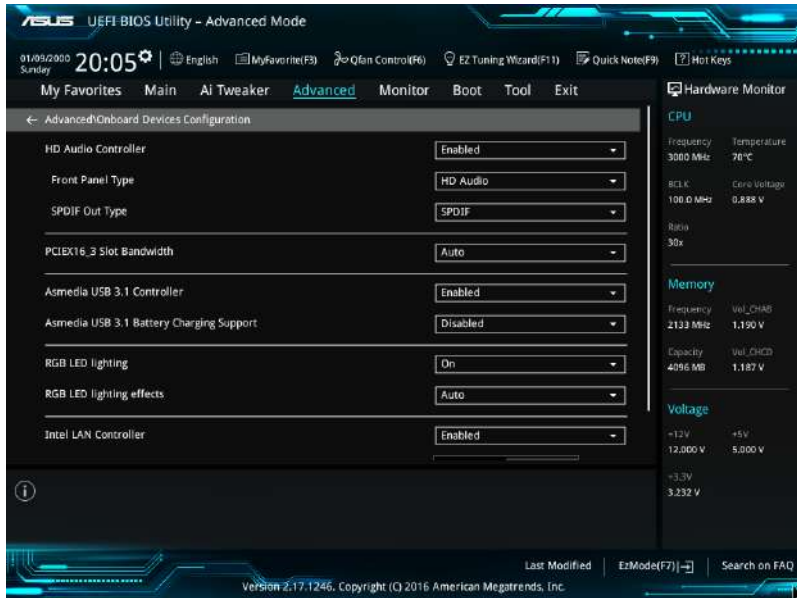 ASUS UEFI BIOS Utility – Advanced Mode
01/09/2000
Sunday
20:05
English
MyFavorite(F3)
Qfan Control(F6)
EZ Tuning Wizard(F11)
Quick Note(F9)
Hot Keys
My Favorites Main Ai Tweaker Advanced Monitor Boot Tool Exit
← Advanced\Onboard Devices Configuration
HD Audio Controller Enabled
Front Panel Type HD Audio
SPDIF Out Type SPDIF
PCIEX16_3 Slot Bandwidth Auto
Asmedia USB 3.1 Controller Enabled
Asmedia USB 3.1 Battery Charging Support Disabled
RGB LED lighting On
RGB LED lighting effects Auto
Intel LAN Controller Enabled
Hardware Monitor
CPU
Frequency Temperature
3000 MHz 70°C
BCLK Core Voltage
100.0 MHz 0.888 V
Ratio
30x
Memory
Frequency Vol_CHAB
2133 MHz 1.190 V
Capacity Vol_CHCD
4096 MB 1.187 V
Voltage
+12V +5V
12.000 V 5.000 V
+3.3V
3.232 V
Last Modified
EzMode(F7)
Search on FAQ
Version 2.17.1246. Copyright (C) 2016 American Megatrends, Inc.